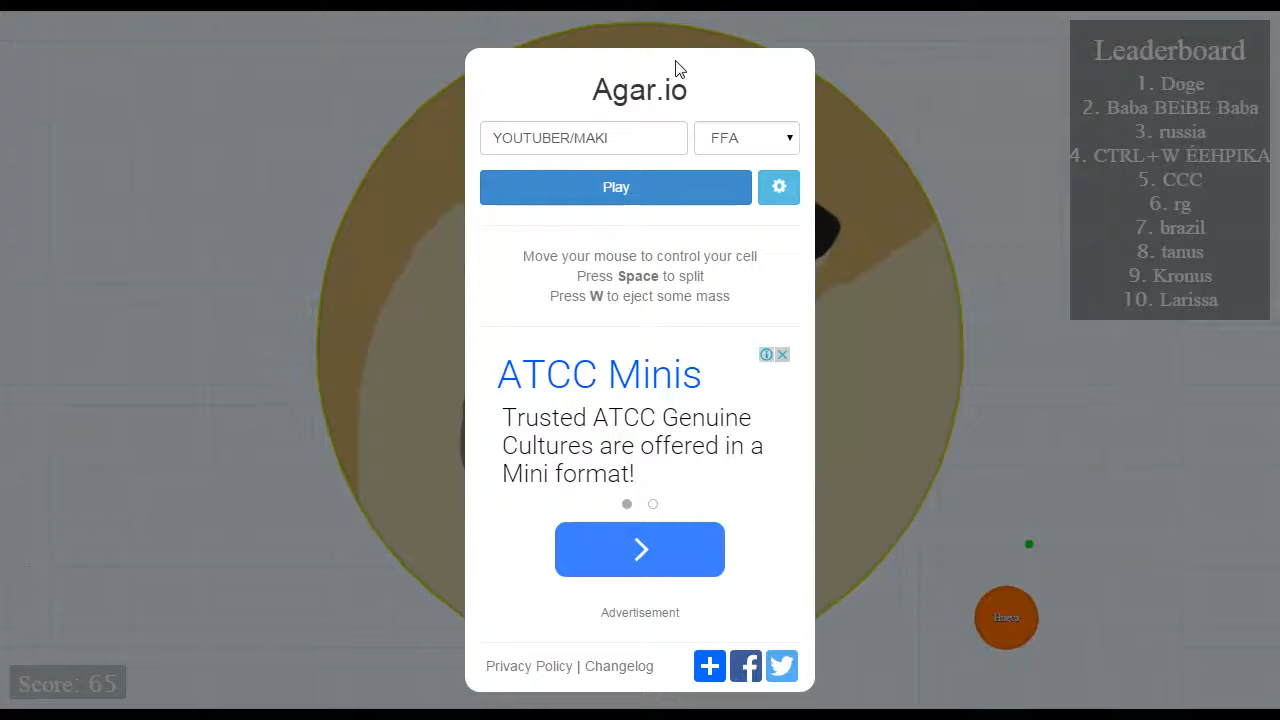 Agar.io
YOUTUBER/MAKI
FFA
Play
Move your mouse to control your cell
Press Space to split
Press W to eject some mass
ATCC Minis
Trusted ATCC Genuine
Cultures are offered in a
Mini format!
Advertisement
Privacy Policy | Changelog
Leaderboard
1. Doge
2. Baba BEiBE Baba
3. russia
4. CTRL+W ÉEHPIKA
5. CCC
6. rg
7. brazil
8. tanus
9. Kronus
10. Larissa
Hueva
Score: 65